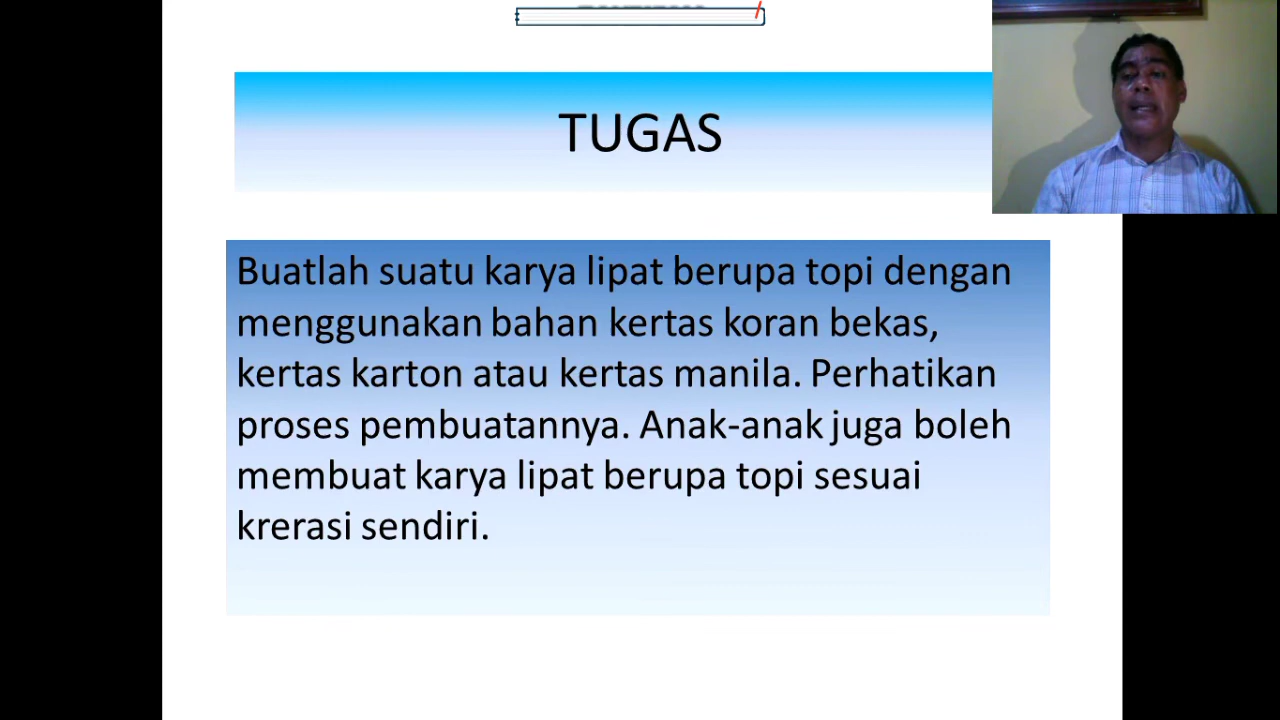 TUGAS
Buatlah suatu karya lipat berupa topi dengan
menggunakan bahan kertas koran bekas,
kertas karton atau kertas manila. Perhatikan
proses pembuatannya. Anak-anak juga boleh
membuat karya lipat berupa topi sesuai
krerasi sendiri.